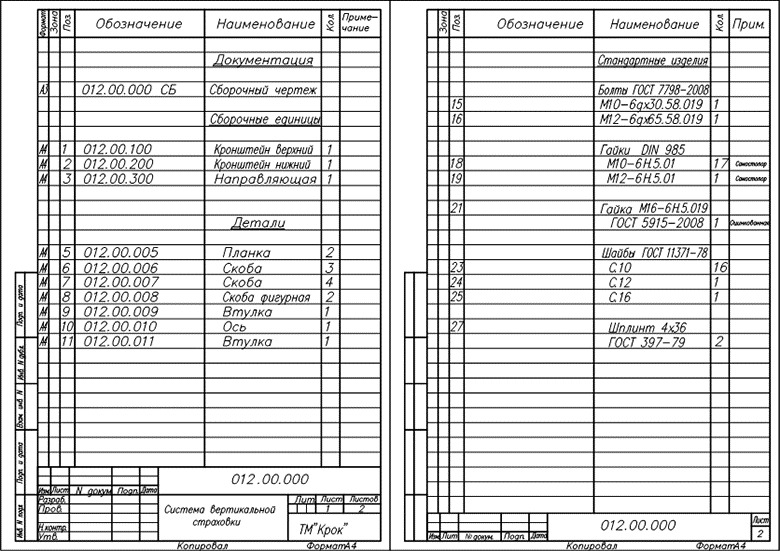 Формат Зона Поз. Обозначение Наименование Кол. Приме-чание
Документация
А3 012.00.000 СБ Сборочный чертеж
Сборочные единицы
А4 1 012.00.100 Кронштейн верхний 1
А4 2 012.00.200 Кронштейн нижний 1
А4 3 012.00.300 Направляющая 1
Детали
А4 5 012.00.005 Планка 2
А4 6 012.00.006 Скоба 3
А4 7 012.00.007 Скоба 4
А4 8 012.00.008 Скоба фигурная 2
А4 9 012.00.009 Втулка 1
А4 10 012.00.010 Ось 1
А4 11 012.00.011 Втулка 1
Подп. и дата
Инв N дубл.
Взам. инв N
Подп. и дата
Инв N подл.
012.00.000
Изм Лист N докум Подп. Дата
Разраб.
Пров.
Н.контр.
Утв.
Система вертикальной
страховки
Лит Лист Листов
1 2
ТМ"Крок"
Копировал ФорматА4
Зона Поз. Обозначение Наименование Кол. Прим.
Стандартные изделия
Болты ГОСТ 7798-2008
15 М10-6gх30.58.019 1
16 М12-6gх65.58.019 1
Гайки DIN 985
18 М10-6Н.5.01 17 Самостопор
19 М12-6Н.5.01 1 Самостопор
21 Гайка М16-6Н.5.019
ГОСТ 5915-2008 1 Оцинкованная
Шайбы ГОСТ 11371-78
23 С.10 16
24 С.12 1
25 С.16 1
27 Шплинт 4х36
ГОСТ 397-79 2
012.00.000
Изм Лит № докум. Подп. Дата
Лист
2
Копировал ФорматА4